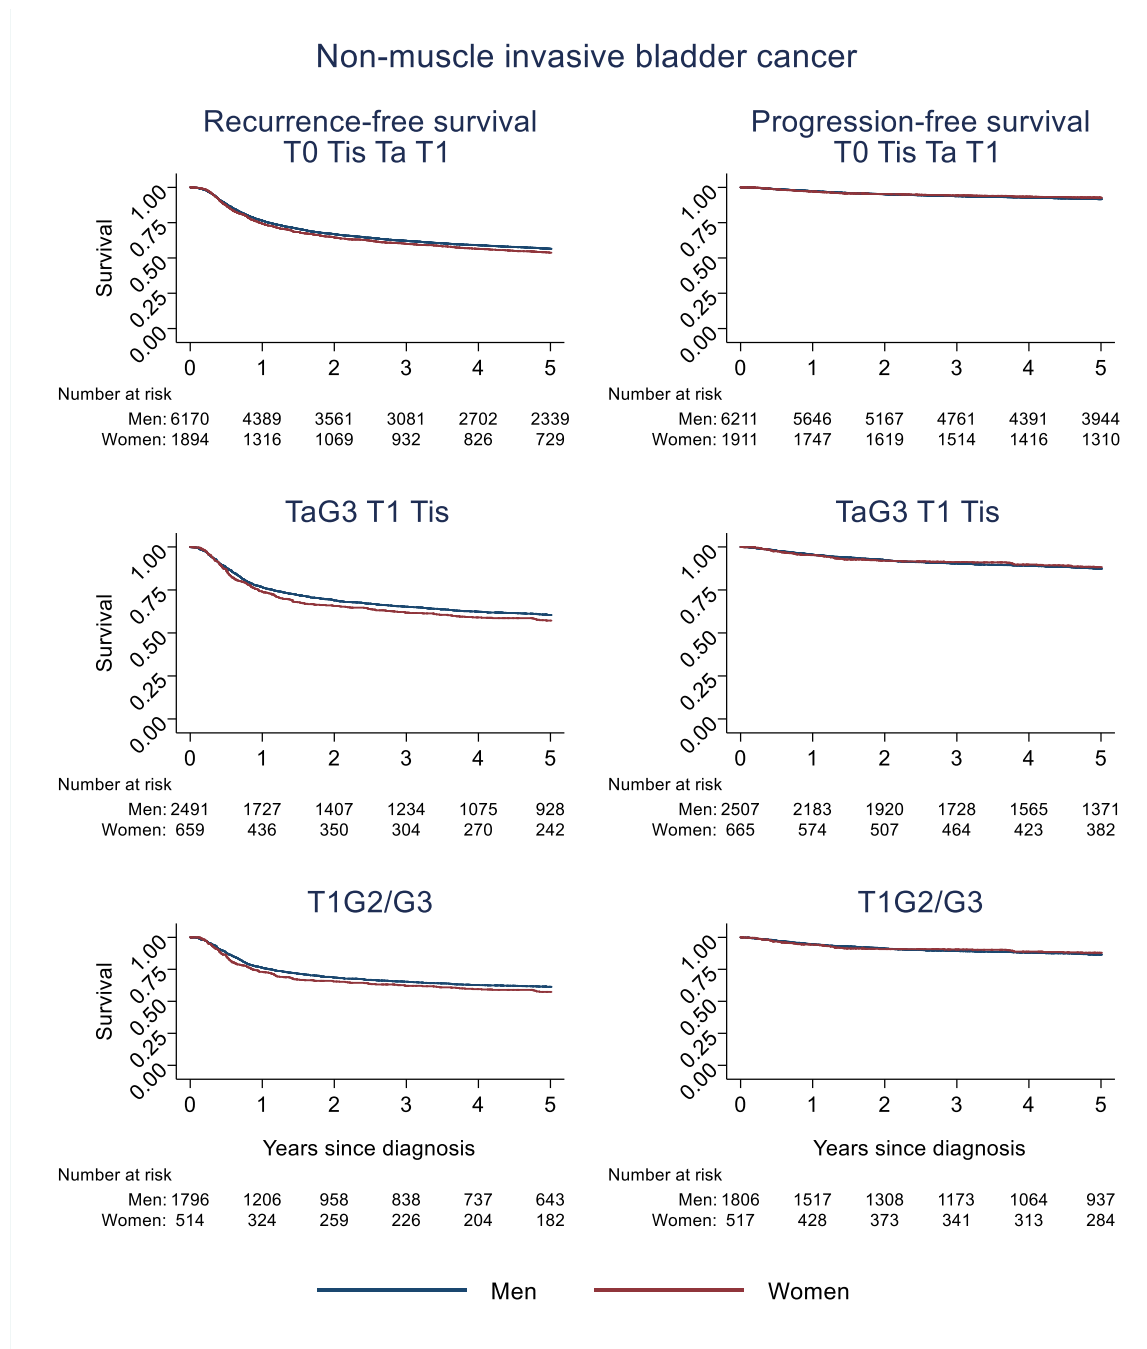 Non-muscle invasive bladder cancer
Recurrence-free survival
T0 Tis Ta T1
Survival
1.00
0.75
0.50
0.25
0.00
0 1 2 3 4 5
Number at risk
Men: 6170 4389 3561 3081 2702 2339
Women: 1894 1316 1069 932 826 729
Progression-free survival
T0 Tis Ta T1
1.00
0.75
0.50
0.25
0.00
0 1 2 3 4 5
Number at risk
Men: 6211 5646 5167 4761 4391 3944
Women: 1911 1747 1619 1514 1416 1310
TaG3 T1 Tis
Survival
1.00
0.75
0.50
0.25
0.00
0 1 2 3 4 5
Number at risk
Men: 2491 1727 1407 1234 1075 928
Women: 659 436 350 304 270 242
TaG3 T1 Tis
1.00
0.75
0.50
0.25
0.00
0 1 2 3 4 5
Number at risk
Men: 2507 2183 1920 1728 1565 1371
Women: 665 574 507 464 423 382
T1G2/G3
Survival
1.00
0.75
0.50
0.25
0.00
0 1 2 3 4 5
Years since diagnosis
Number at risk
Men: 1796 1206 958 838 737 643
Women: 514 324 259 226 204 182
T1G2/G3
1.00
0.75
0.50
0.25
0.00
0 1 2 3 4 5
Years since diagnosis
Number at risk
Men: 1806 1517 1308 1173 1064 937
Women: 517 428 373 341 313 284
Men Women